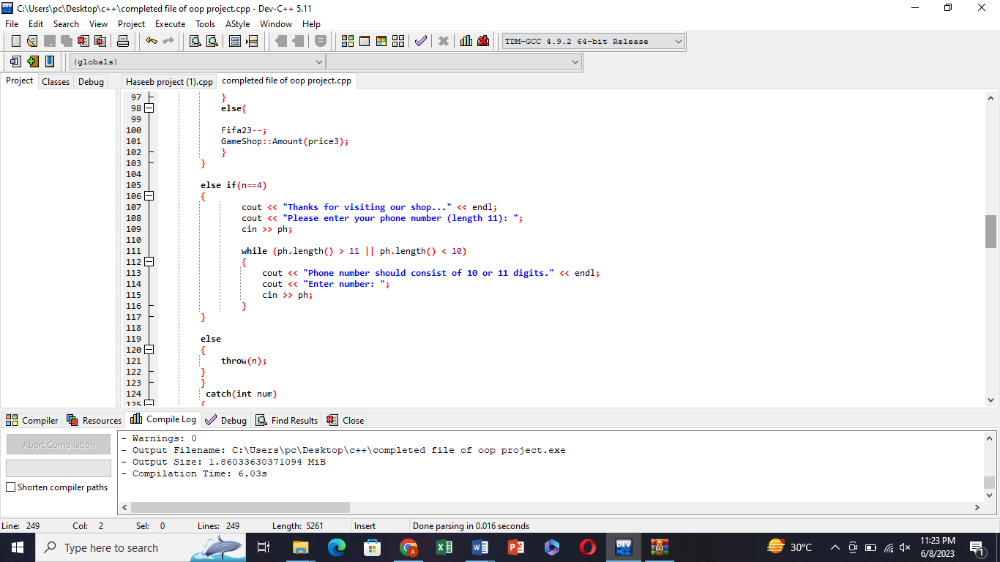 C:\Users\pc\Desktop\c++\completed file of oop project.cpp - Dev-C++ 5.11
File Edit Search View Project Execute Tools AStyle Window Help
TDM-GCC 4.9.2 64-bit Release
(globals)
Project Classes Debug Haseeb project (1).cpp completed file of oop project.cpp
97 }
98 else{
99
100 Fifa23--;
101 GameShop::Amount(price3);
102 }
103 }
104
105 else if(n==4)
106 {
107 cout << "Thanks for visiting our shop..." << endl;
108 cout << "Please enter your phone number (length 11): ";
109 cin >> ph;
110
111 while (ph.length() > 11 || ph.length() < 10)
112 {
113 cout << "Phone number should consist of 10 or 11 digits." << endl;
114 cout << "Enter number: ";
115 cin >> ph;
116 }
117 }
118
119 else
120 {
121 throw(n);
122 }
123 }
124 catch(int num)
125 {
Compiler Resources Compile Log Debug Find Results Close
Abort Compilation
Shorten compiler paths
- Warnings: 0
- Output Filename: C:\Users\pc\Desktop\c++\completed file of oop project.exe
- Output Size: 1.86033630371094 MiB
- Compilation Time: 6.03s
Line: 249 Col: 2 Sel: 0 Lines: 249 Length: 5261 Insert Done parsing in 0.016 seconds
Type here to search
DEV
30°C
11:23 PM
6/8/2023
1